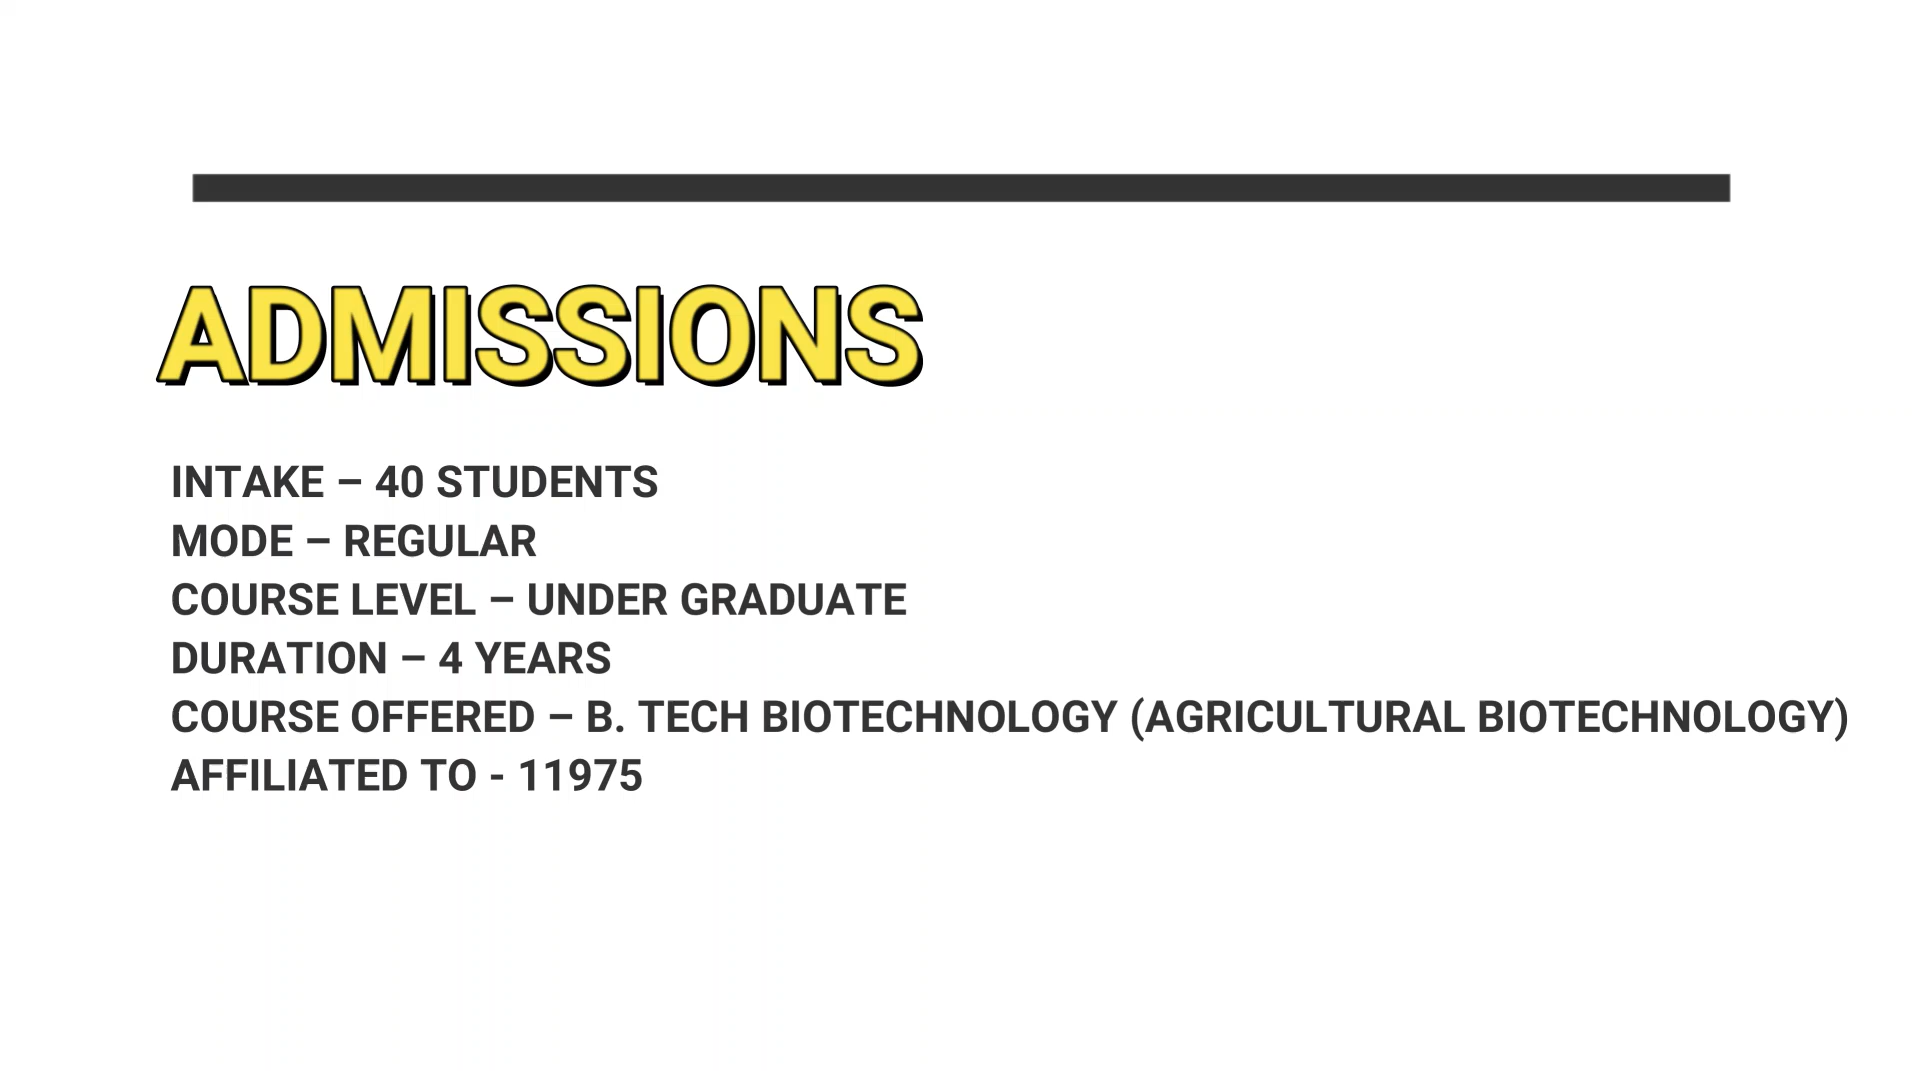 ADMISSIONS
INTAKE – 40 STUDENTS
MODE – REGULAR
COURSE LEVEL – UNDER GRADUATE
DURATION – 4 YEARS
COURSE OFFERED – B. TECH BIOTECHNOLOGY (AGRICULTURAL BIOTECHNOLOGY)
AFFILIATED TO - 11975